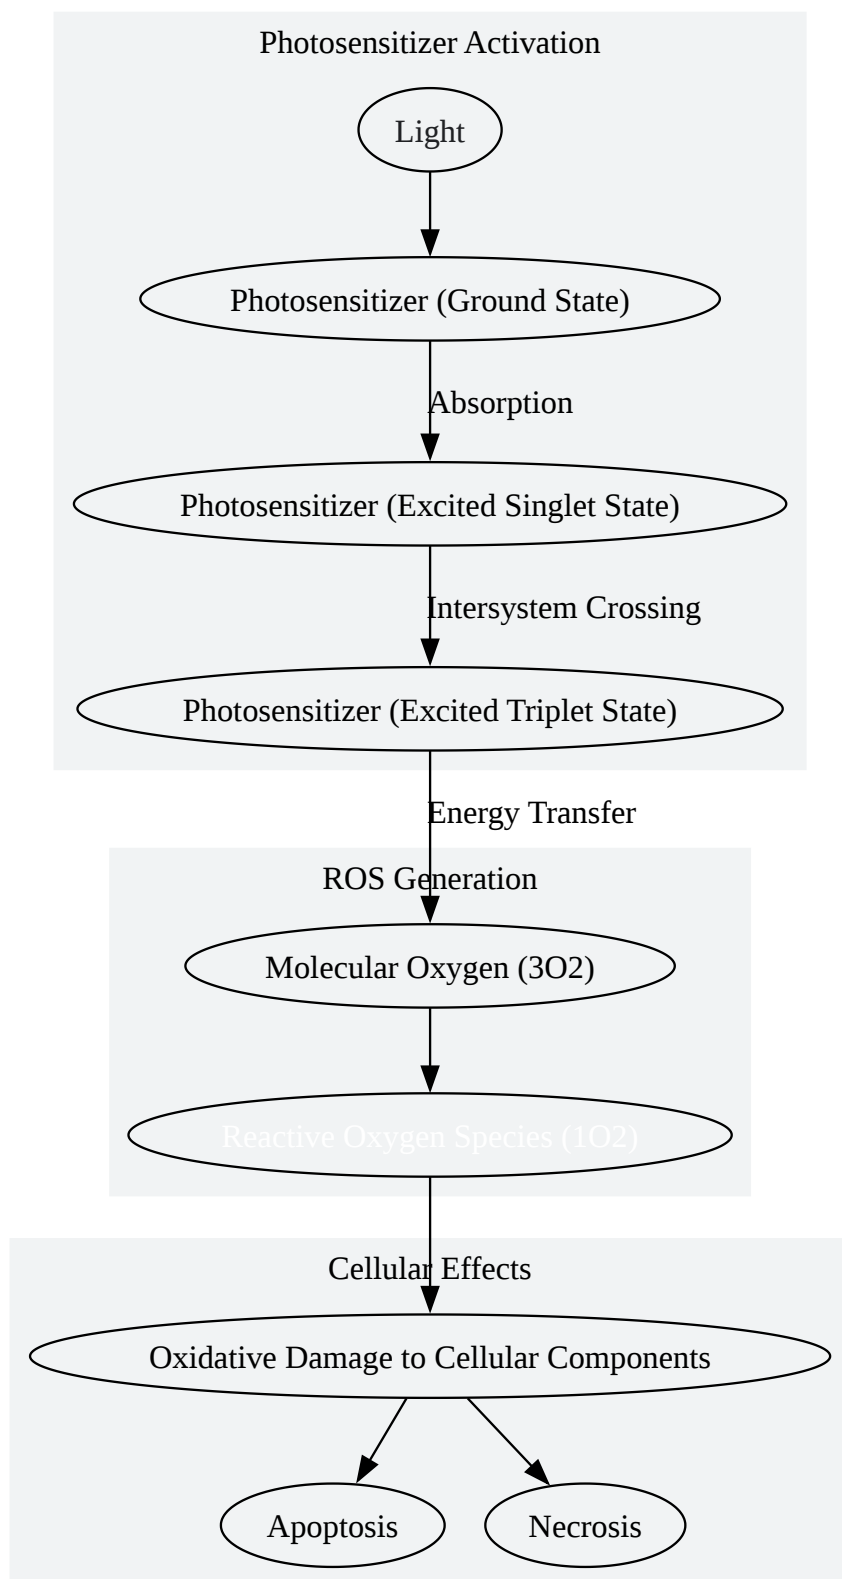 Photosensitizer Activation
Light
Photosensitizer (Ground State)
Absorption
Photosensitizer (Excited Singlet State)
Intersystem Crossing
Photosensitizer (Excited Triplet State)
Energy Transfer
ROS Generation
Molecular Oxygen (3O2)
Reactive Oxygen Species (1O2)
Cellular Effects
Oxidative Damage to Cellular Components
Apoptosis
Necrosis